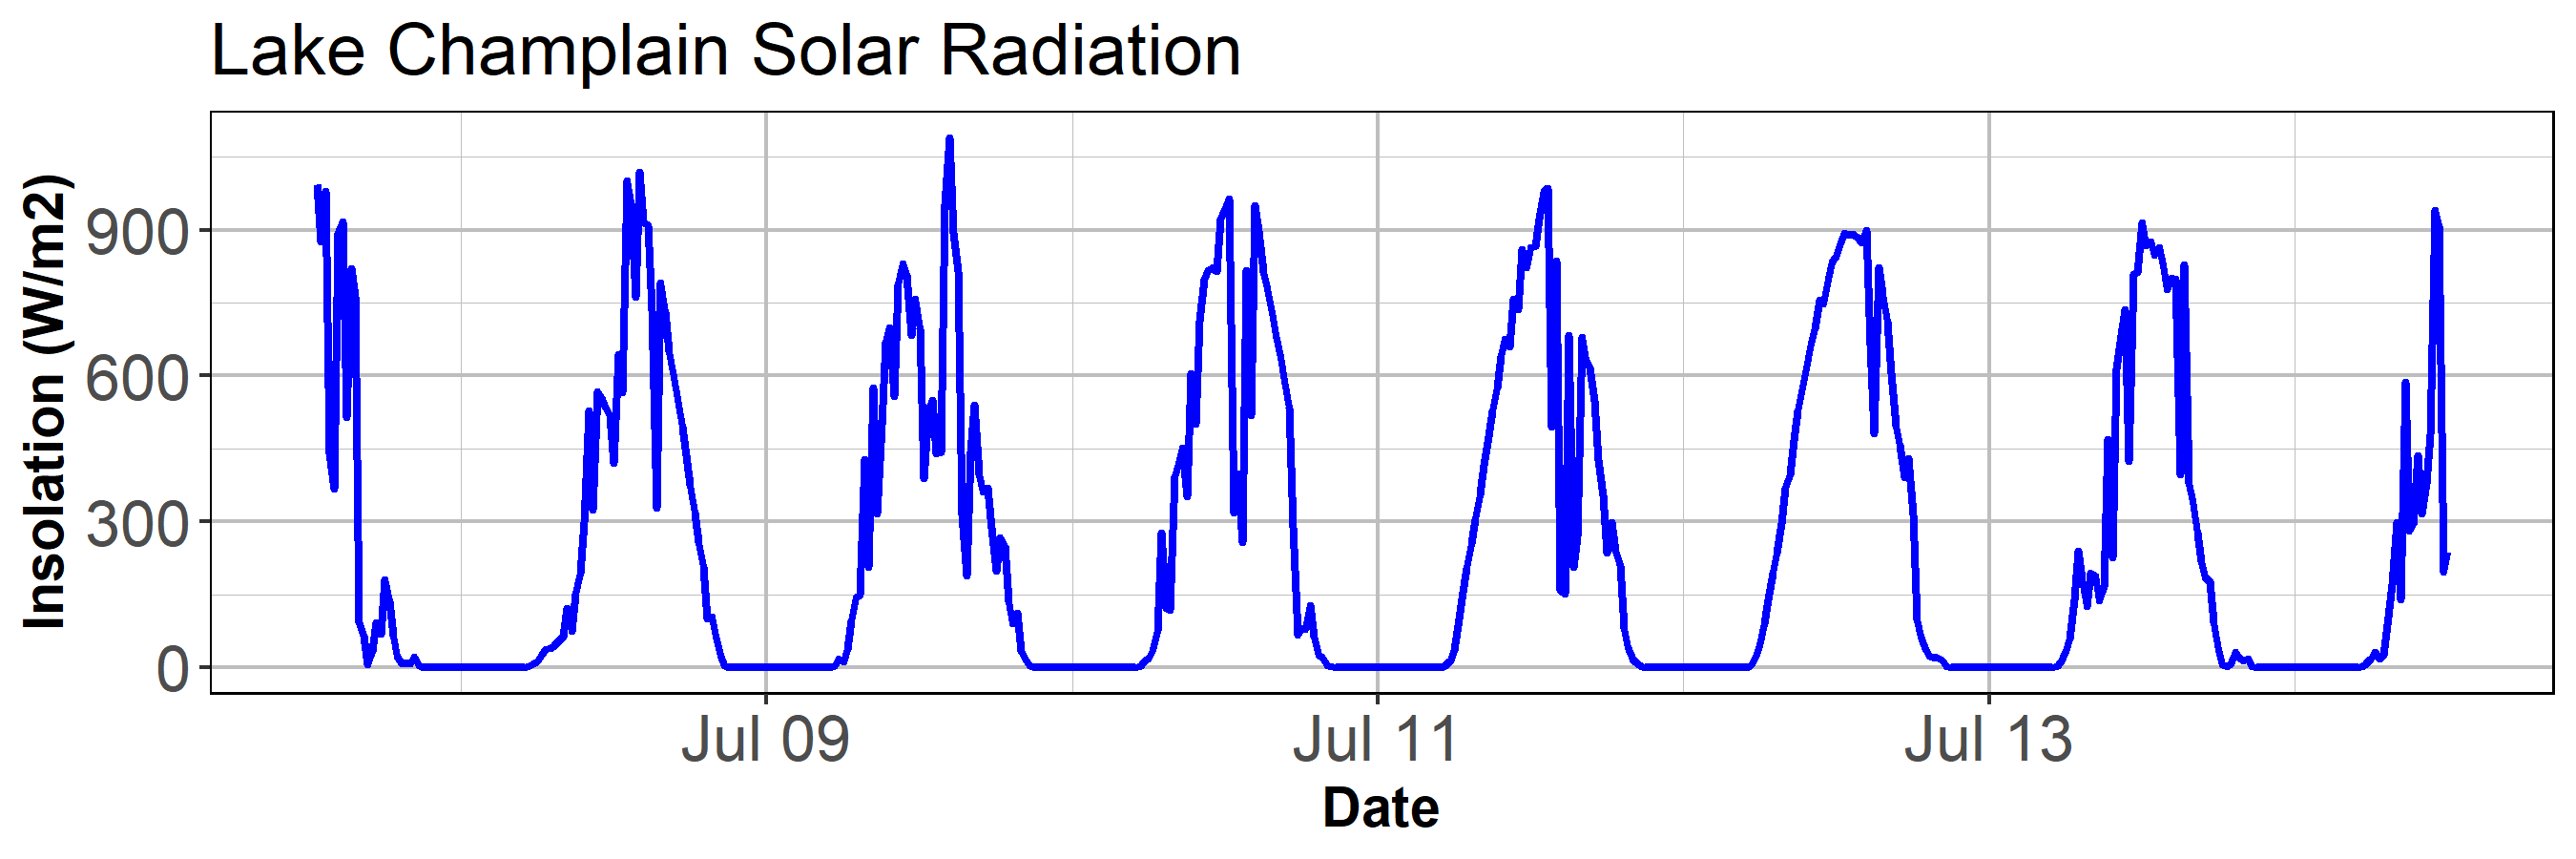 Lake Champlain Solar Radiation
Insolation (W/m2)
900
600
300
0
Jul 09
Jul 11
Jul 13
Date